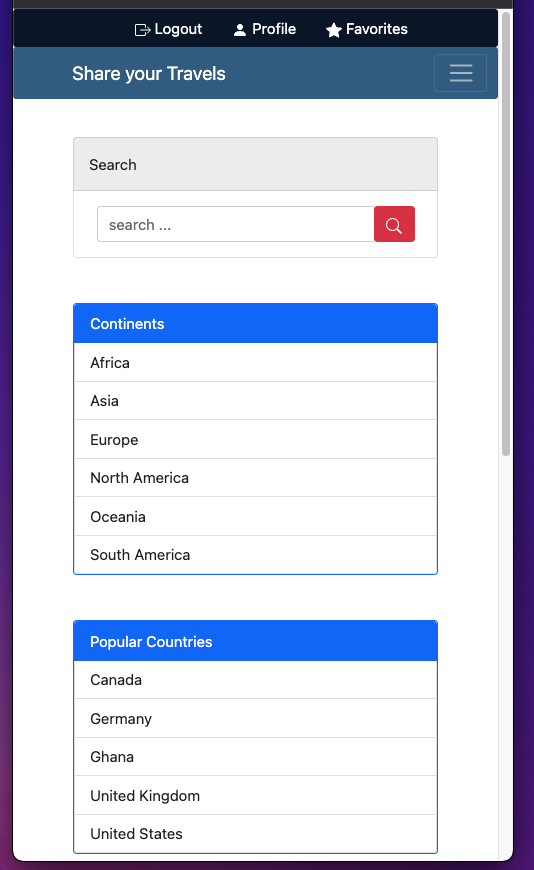 Logout Profile Favorites
Share your Travels
Search
search ...
Continents
Africa
Asia
Europe
North America
Oceania
South America
Popular Countries
Canada
Germany
Ghana
United Kingdom
United States